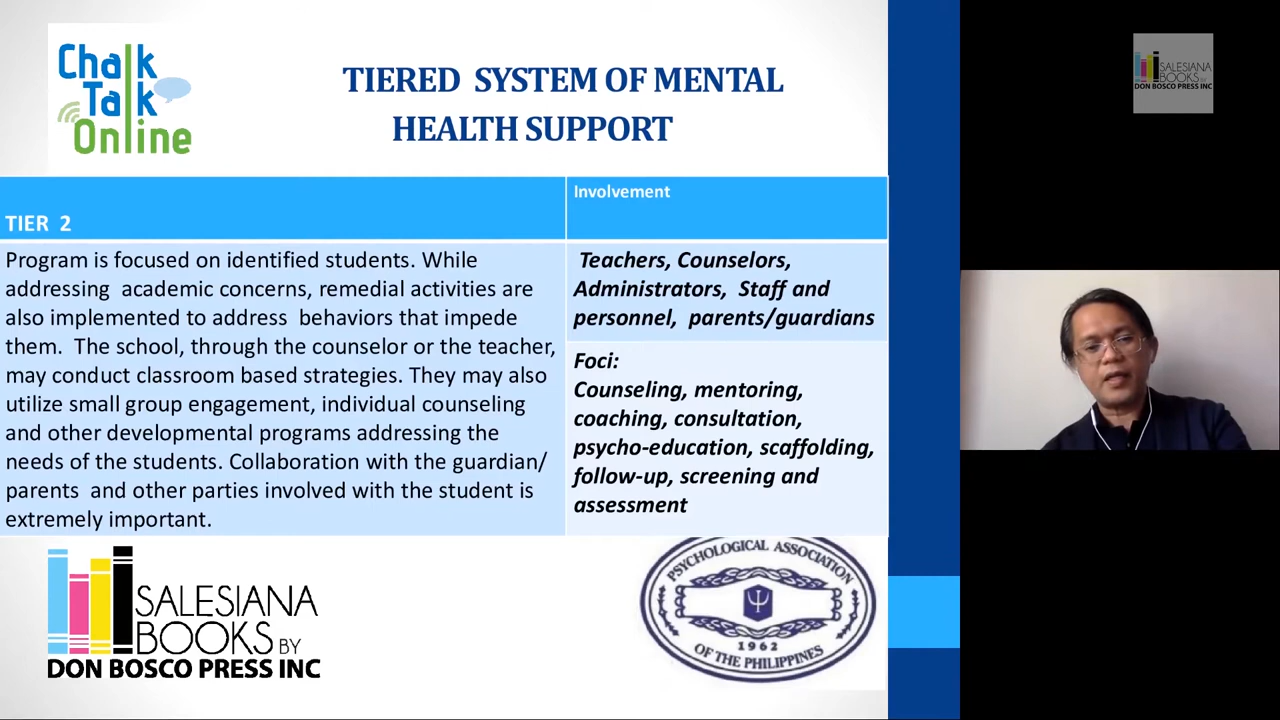 Chalk
Talk
Online
TIERED SYSTEM OF MENTAL
HEALTH SUPPORT
TIER 2
Involvement
Program is focused on identified students. While
addressing academic concerns, remedial activities are
also implemented to address behaviors that impede
them. The school, through the counselor or the teacher,
may conduct classroom based strategies. They may also
utilize small group engagement, individual counseling
and other developmental programs addressing the
needs of the students. Collaboration with the guardian/
parents and other parties involved with the student is
extremely important.
Teachers, Counselors,
Administrators, Staff and
personnel, parents/guardians
Foci:
Counseling, mentoring,
coaching, consultation,
psycho-education, scaffolding,
follow-up, screening and
assessment
SALESIANA
BOOKS BY
DON BOSCO PRESS INC
PSYCHOLOGICAL ASSOCIATION
1962
OF THE PHILIPPINES
SALESIANA
BOOKS BY
DON BOSCO PRESS INC